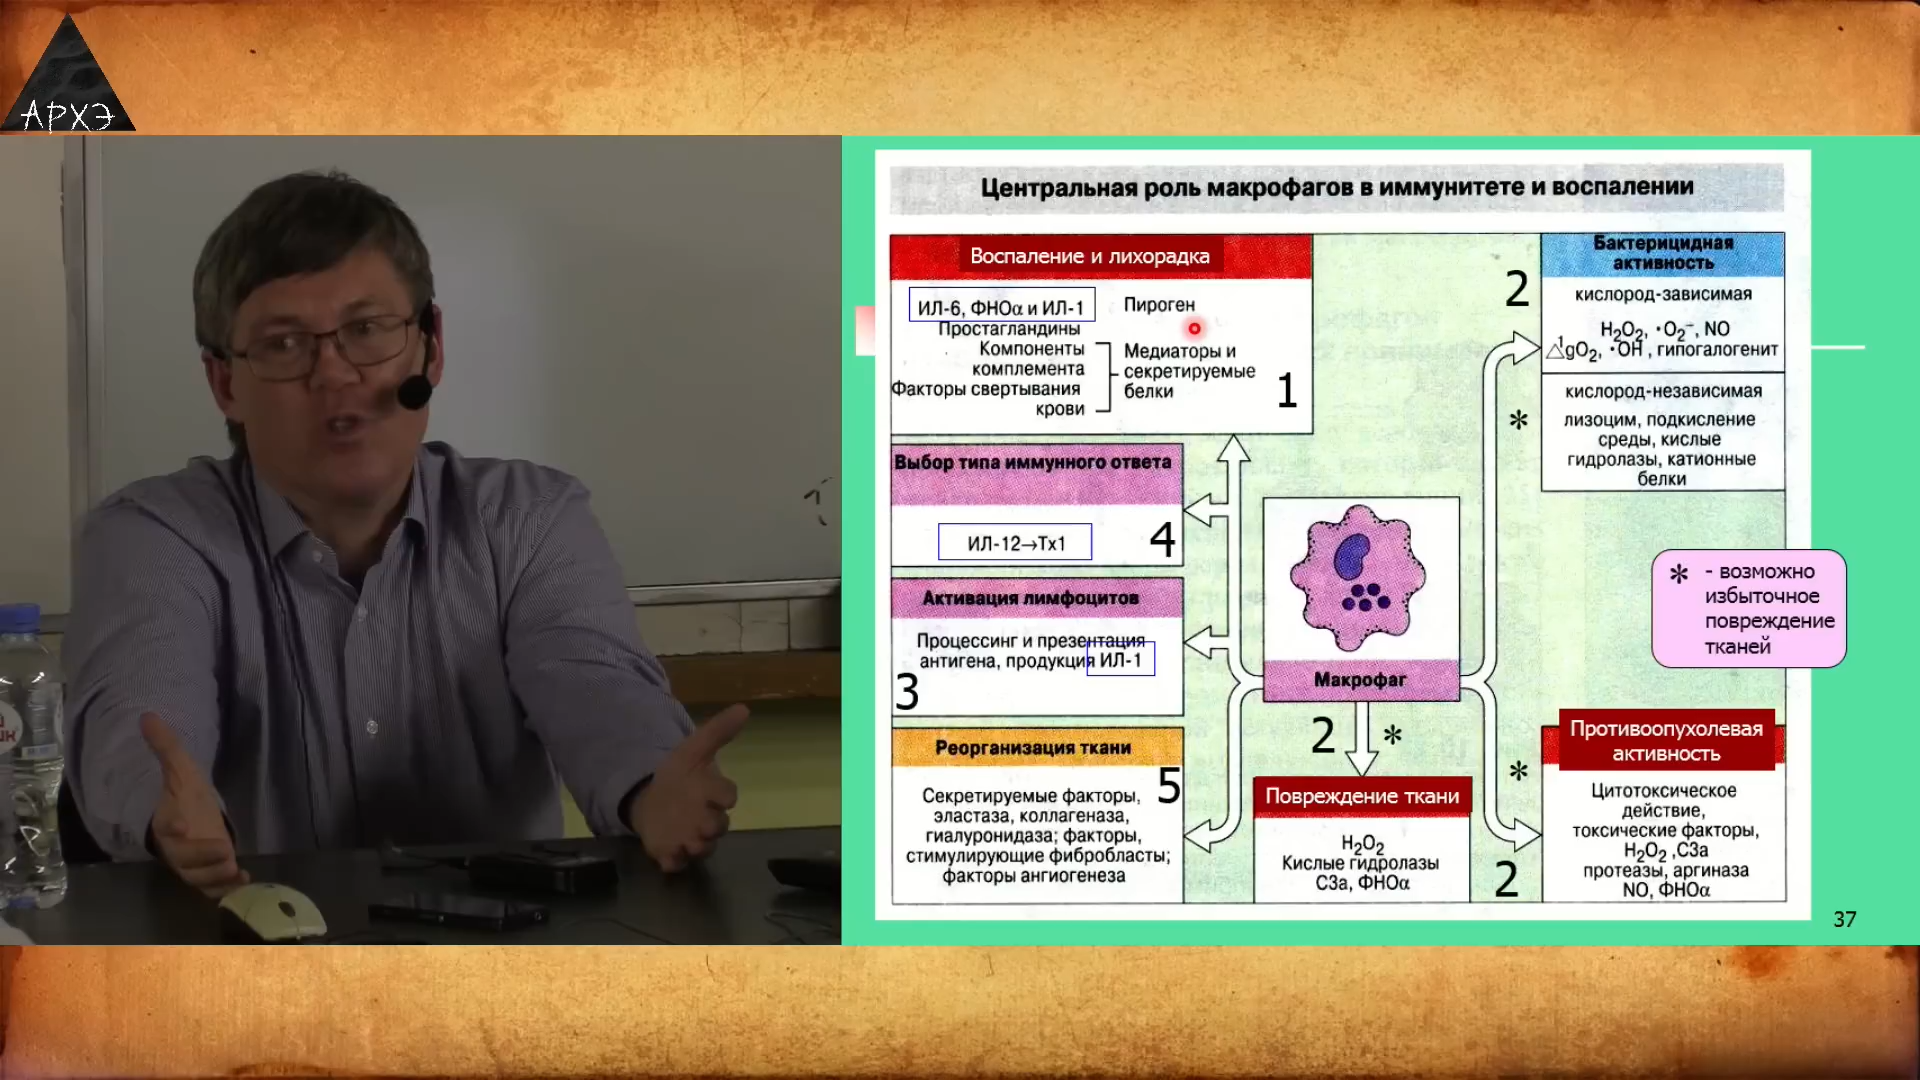 АРХЭ
Центральная роль макрофагов в иммунитете и воспалении
Воспаление и лихорадка
ИЛ-6, ФНОα и ИЛ-1
Пироген
Простагландины
Компоненты
комплемента
Факторы свертывания
крови
Медиаторы и
секретируемые
белки
1
Выбор типа иммунного ответа
ИЛ-12→Тх1
4
Активация лимфоцитов
Процессинг и презентация
антигена, продукция ИЛ-1
3
Реорганизация ткани
5
Секретируемые факторы,
эластаза, коллагеназа,
гиалуронидаза; факторы,
стимулирующие фибробласты;
факторы ангиогенеза
Макрофаг
2 *
Повреждение ткани
H₂O₂
Кислые гидролазы
C3a, ФНОα
2
Бактерицидная
активность
кислород-зависимая
H₂O₂, ·O₂⁻, NO
△¹gO₂, ·OH, гипогалогенит
*
кислород-независимая
лизоцим, подкисление
среды, кислые
гидролазы, катионные
белки
* - возможно
избыточное
повреждение
тканей
*
2
Противоопухолевая
активность
Цитотоксическое
действие,
токсические факторы,
H₂O₂ ,C3a
протеазы, аргиназа
NO, ФНОα
37